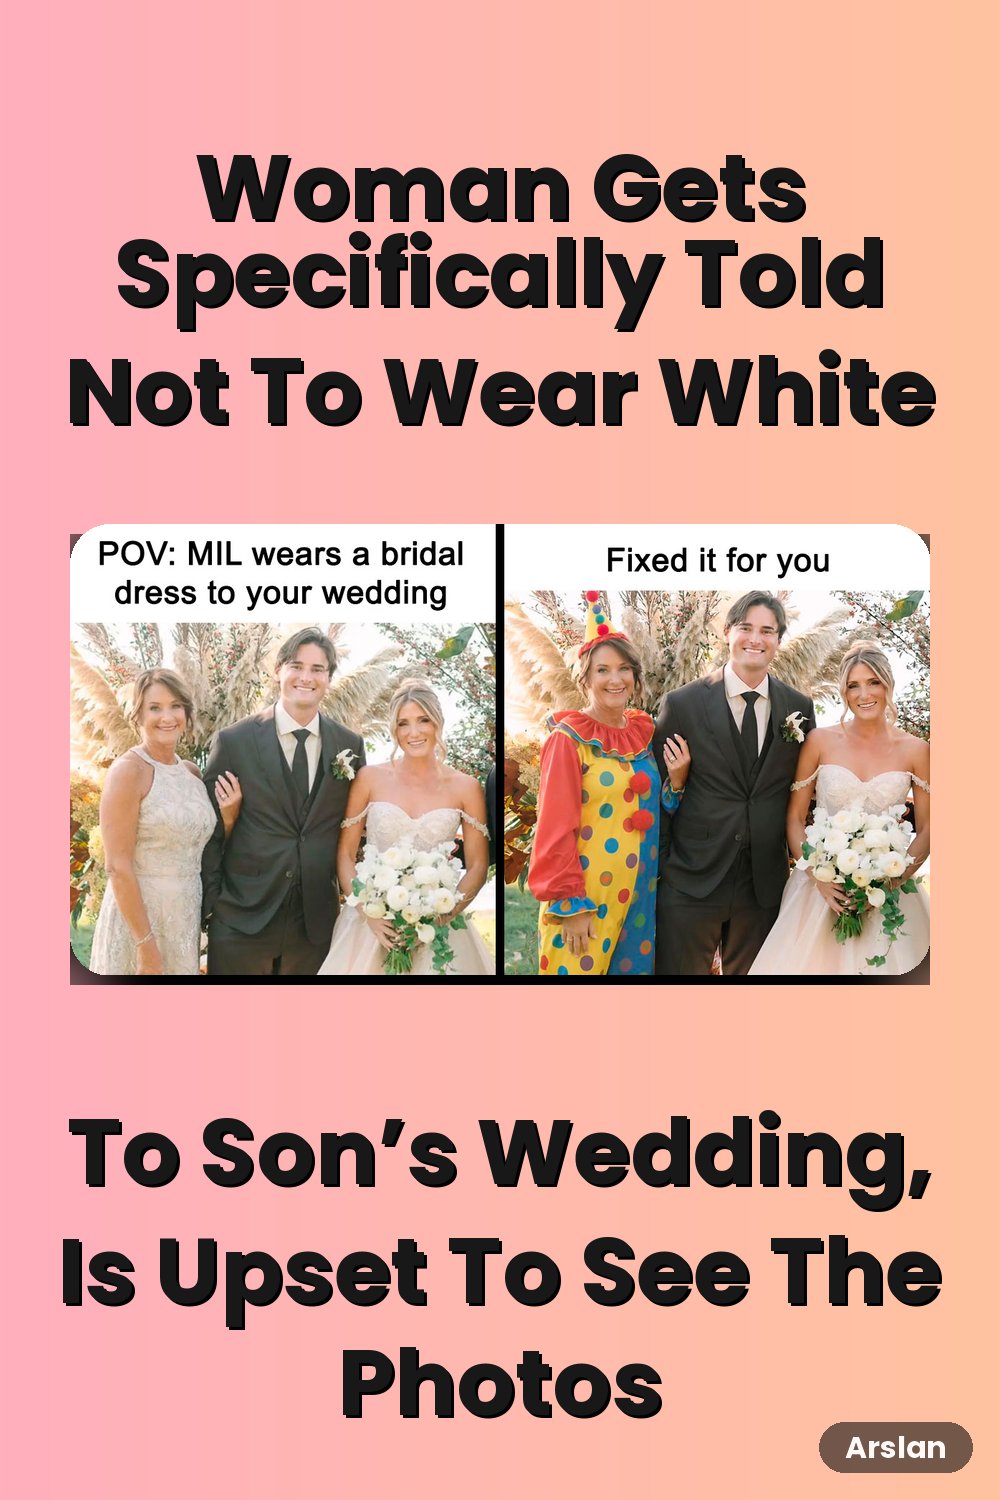 Woman Gets
Specifically Told
Not To Wear White
POV: MIL wears a bridal
dress to your wedding
Fixed it for you
To Son’s Wedding,
Is Upset To See The
Photos
Arslan